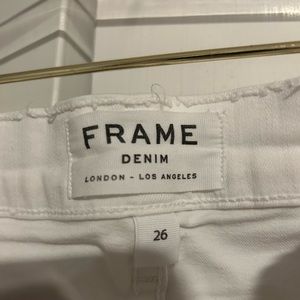 FRAME
DENIM
LONDON - LOS ANGELES
26